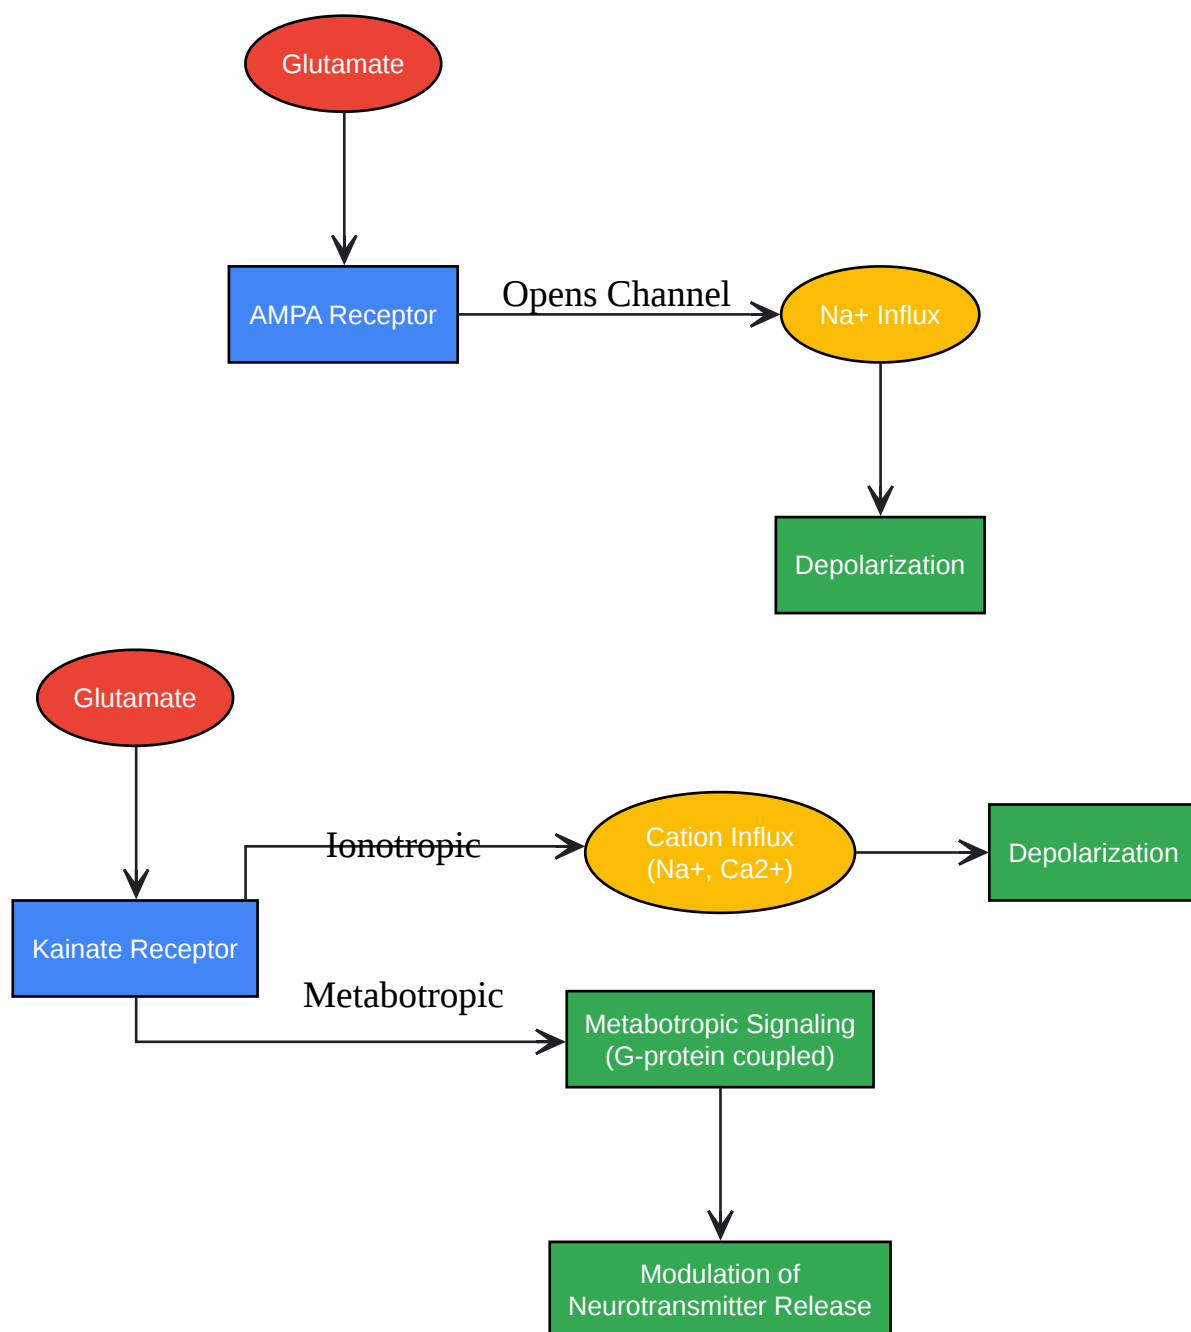 Glutamate
AMPA Receptor
Opens Channel
Na+ Influx
Depolarization
Glutamate
Kainate Receptor
Ionotropic
Cation Influx
(Na+, Ca2+)
Depolarization
Metabotropic
Metabotropic Signaling
(G-protein coupled)
Modulation of
Neurotransmitter Release